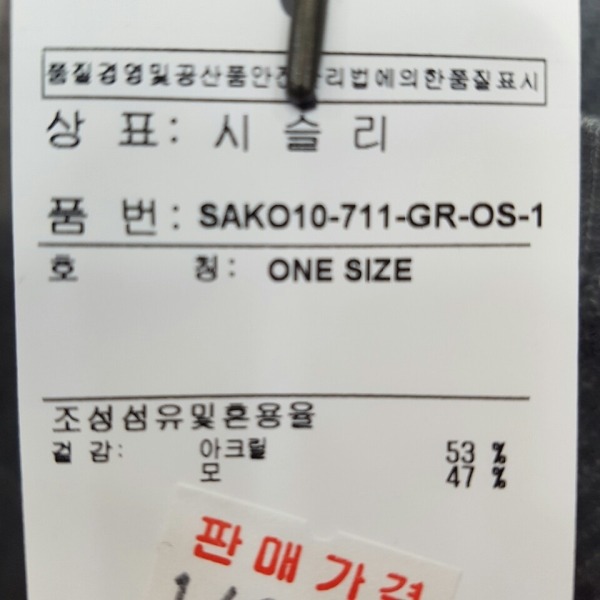 품질경영및공산품안전관리법에의한품질표시
상 표: 시 슬 리
품 번: SAKO10-711-GR-OS-1
호 칭: ONE SIZE
조성섬유및혼용율
겉 감: 아크릴 53 %
모 47 %
판매가격